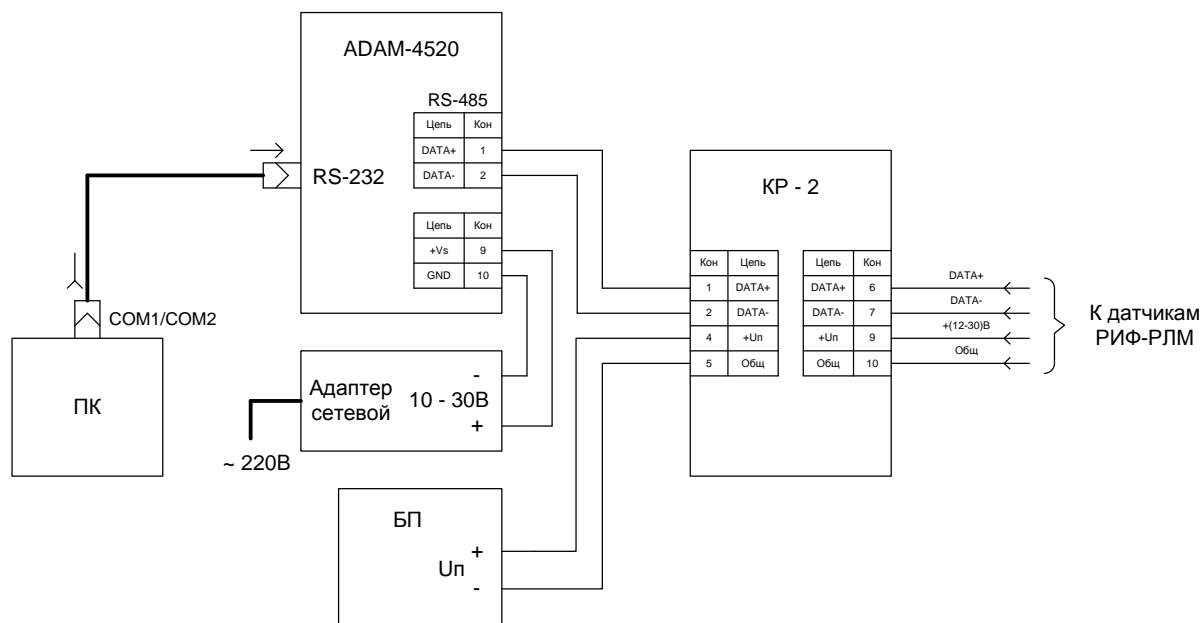 ADAM-4520
RS-485
Цепь Кон
DATA+ 1
DATA- 2
RS-232
Цепь Кон
+Vs 9
GND 10
КР - 2
Кон Цепь
1 DATA+
2 DATA-
4 +Uп
5 Общ
Цепь Кон
DATA+ 6
DATA- 7
+Uп 9
Общ 10
DATA+
DATA-
+(12-30)В
Общ
К датчикам
РИФ-РЛМ
COM1/COM2
ПК
Адаптер
сетевой
-
10 - 30В
+
~ 220В
БП
+
Uп
-